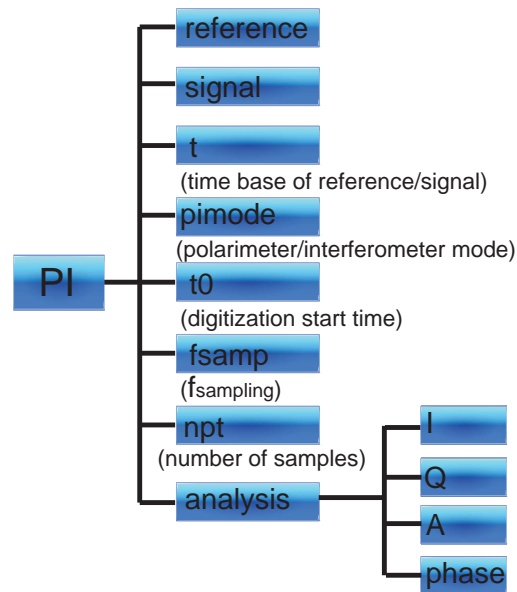 reference
signal
t
(time base of reference/signal)
pimode
(polarimeter/interferometer mode)
PI
t0
(digitization start time)
fsamp
(fsampling)
npt
(number of samples)
analysis
I
Q
A
phase